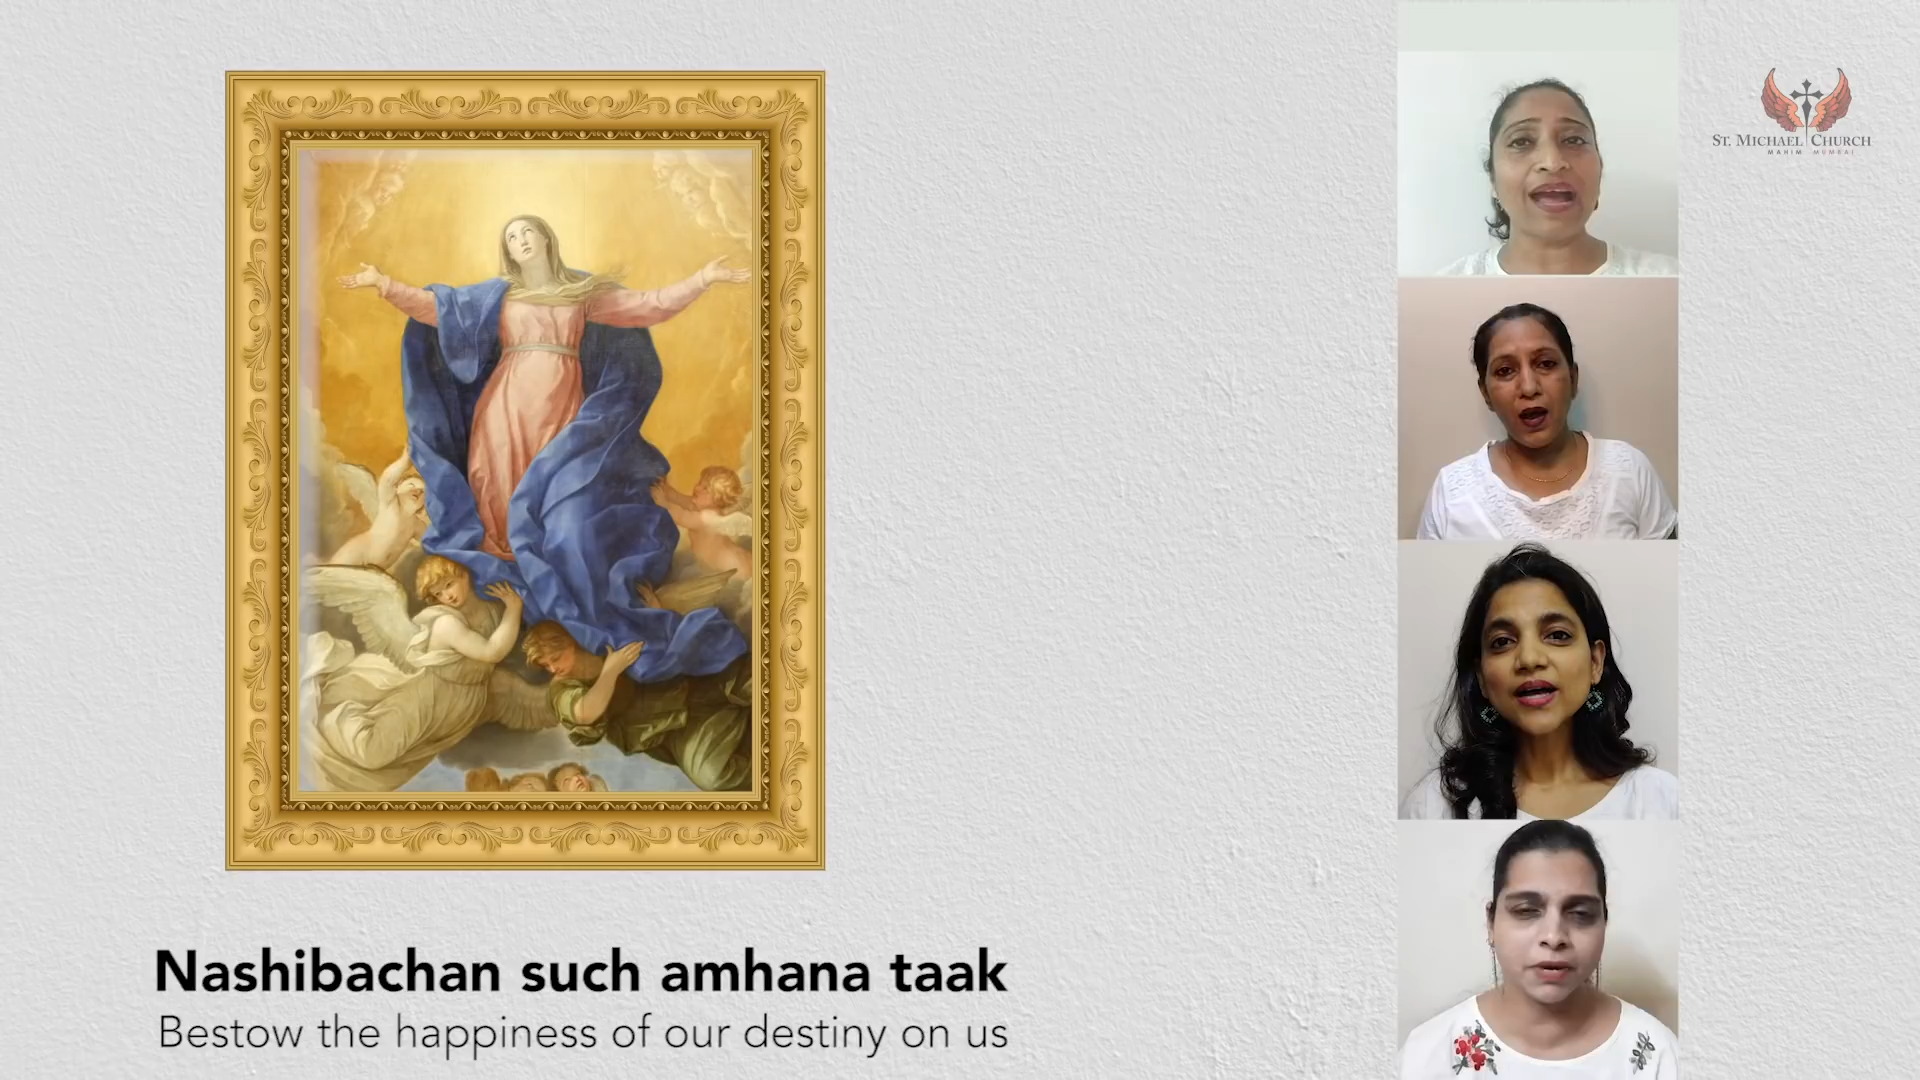 St. Michael Church
MAHIM MUMBAI
Nashibachan such amhana taak
Bestow the happiness of our destiny on us